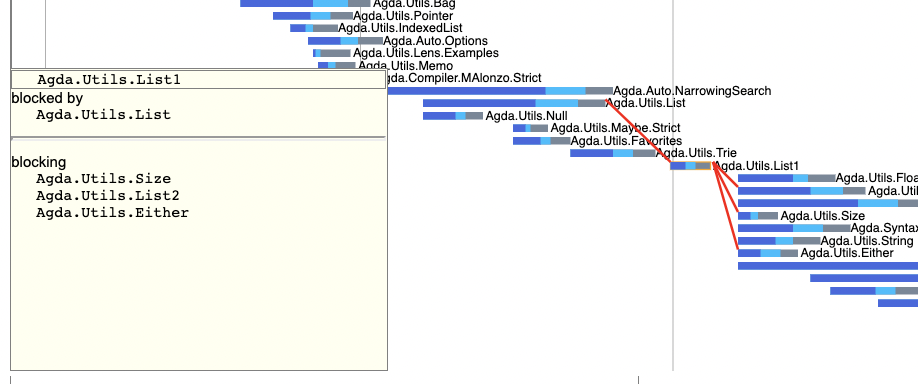 Agda.Utils.Bag
Agda.Utils.Pointer
Agda.Utils.IndexedList
Agda.Auto.Options
Agda.Utils.Lens.Examples
Agda.Utils.Memo
gda.Compiler.MAlonzo.Strict
Agda.Utils.List1
blocked by
Agda.Utils.List
blocking
Agda.Utils.Size
Agda.Utils.List2
Agda.Utils.Either
Agda.Auto.NarrowingSearch
Agda.Utils.List
Agda.Utils.Null
Agda.Utils.Maybe.Strict
Agda.Utils.Favorites
Agda.Utils.Trie
Agda.Utils.List1
Agda.Utils.Floa
Agda.Util
Agda.Utils.Size
Agda.Syntax
Agda.Utils.String
Agda.Utils.Either